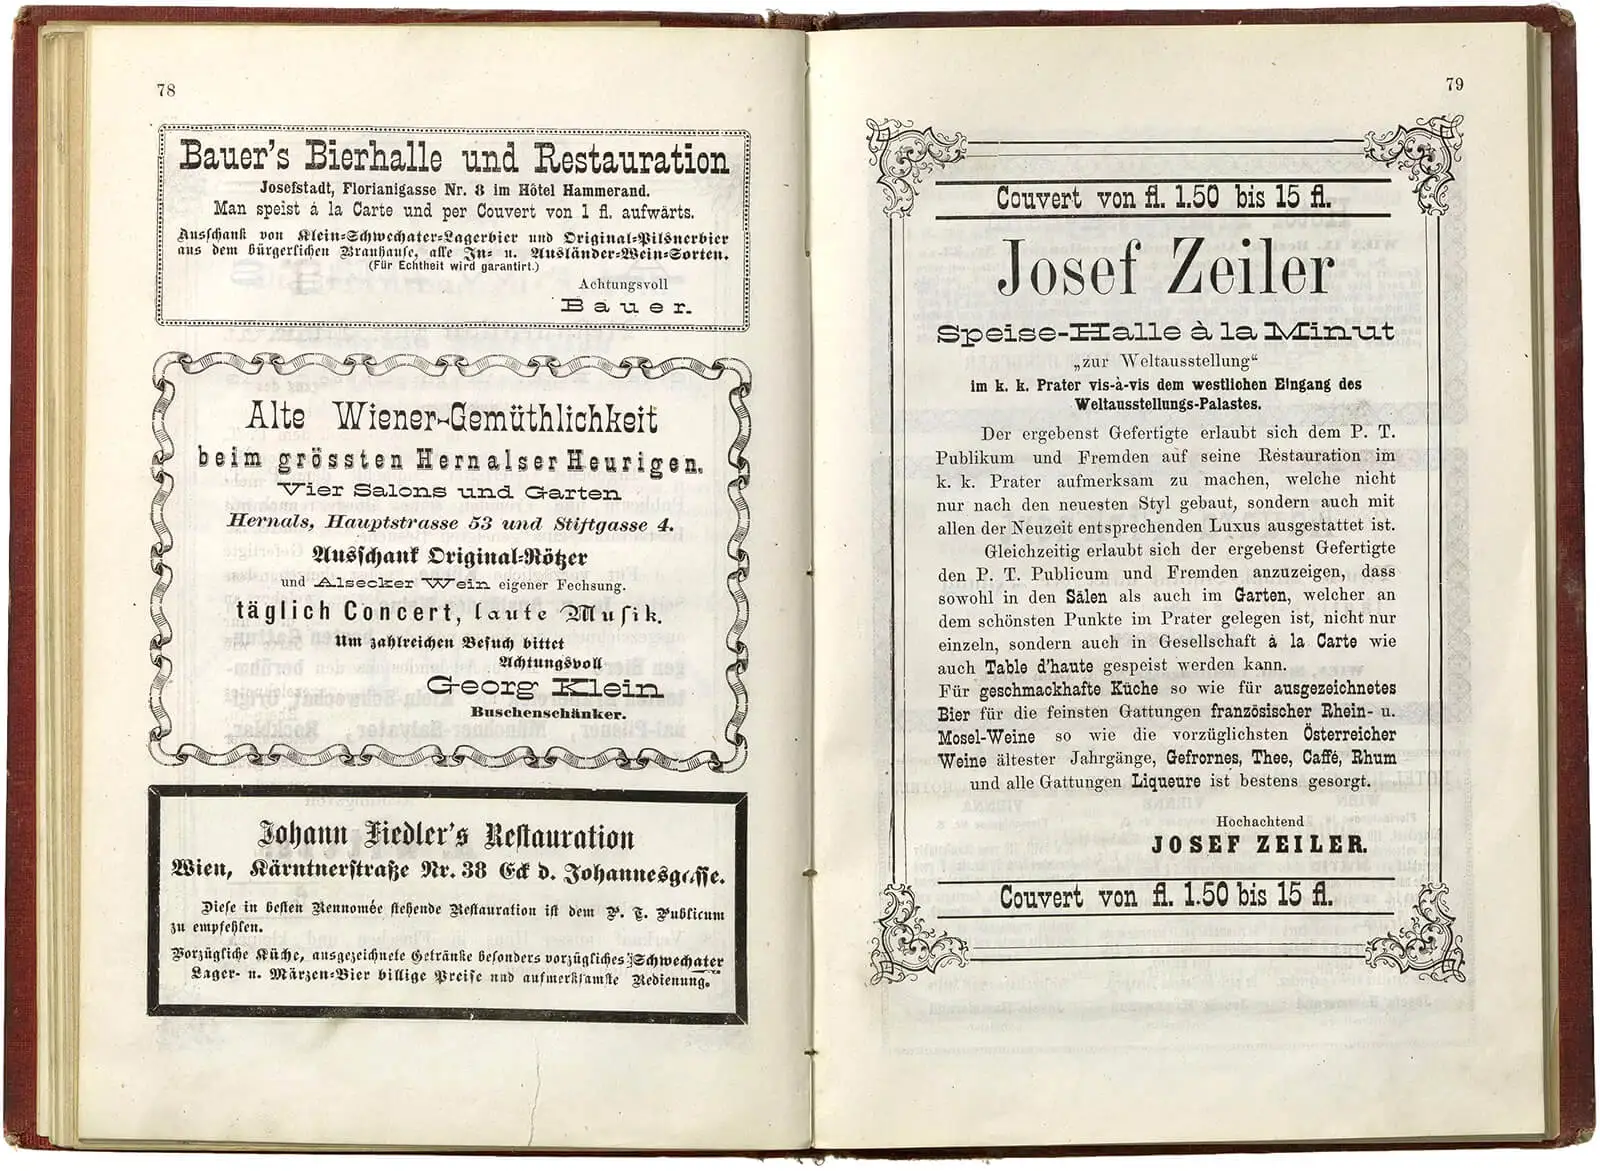 78
Bauer's Bierhalle und Restauration
Josefstadt, Florianigasse Nr. 8 im Hôtel Hammerand.
Man speist á la Carte und per Couvert von 1 fl. aufwärts.
Ausschank von Klein-Schwechater-Lagerbier und Original-Pilsnerbier
aus dem bürgerlichen Brauhause, alle In- u. Ausländer-Wein-Sorten.
(Für Echtheit wird garantirt.)
Achtungsvoll
Bauer.
Alte Wiener-Gemüthlichkeit
beim grössten Hernalser Heurigen.
Vier Salons und Garten
Hernals, Hauptstrasse 53 und Stiftgasse 4.
Ausschank Original-Rötzer
und Alsecker Wein eigener Fechsung.
täglich Concert, laute Musik.
Um zahlreichen Besuch bittet
Achtungsvoll
Georg Klein
Buschenschänker.
Johann Fiedler's Restauration
Wien, Kärntnerstraße Nr. 38 Eck d. Johannesgasse.
Diese in besten Rennomée stehende Restauration ist dem P. T. Publicum
zu empfehlen.
Vorzügliche Küche, ausgezeichnete Getränke besonders vorzügliches Schwechater
Lager- u. Märzen-Bier billige Preise und aufmerksamste Bedienung.
79
Couvert von fl. 1.50 bis 15 fl.
Josef Zeiler
Speise-Halle à la Minut
„zur Weltausstellung“
im k. k. Prater vis-à-vis dem westlichen Eingang des
Weltausstellungs-Palastes.
Der ergebenst Gefertigte erlaubt sich dem P. T.
Publikum und Fremden auf seine Restauration im
k. k. Prater aufmerksam zu machen, welche nicht
nur nach den neuesten Styl gebaut, sondern auch mit
allen der Neuzeit entsprechenden Luxus ausgestattet ist.
Gleichzeitig erlaubt sich der ergebenst Gefertigte
den P. T. Publicum und Fremden anzuzeigen, dass
sowohl in den Sälen als auch im Garten, welcher an
dem schönsten Punkte im Prater gelegen ist, nicht nur
einzeln, sondern auch in Gesellschaft à la Carte wie
auch Table d'haute gespeist werden kann.
Für geschmackhafte Küche so wie für ausgezeichnetes
Bier für die feinsten Gattungen französischer Rhein- u.
Mosel-Weine so wie die vorzüglichsten Österreicher
Weine ältester Jahrgänge, Gefrornes, Thee, Caffé, Rhum
und alle Gattungen Liqueure ist bestens gesorgt.
Hochachtend
JOSEF ZEILER.
Couvert von fl. 1.50 bis 15 fl.